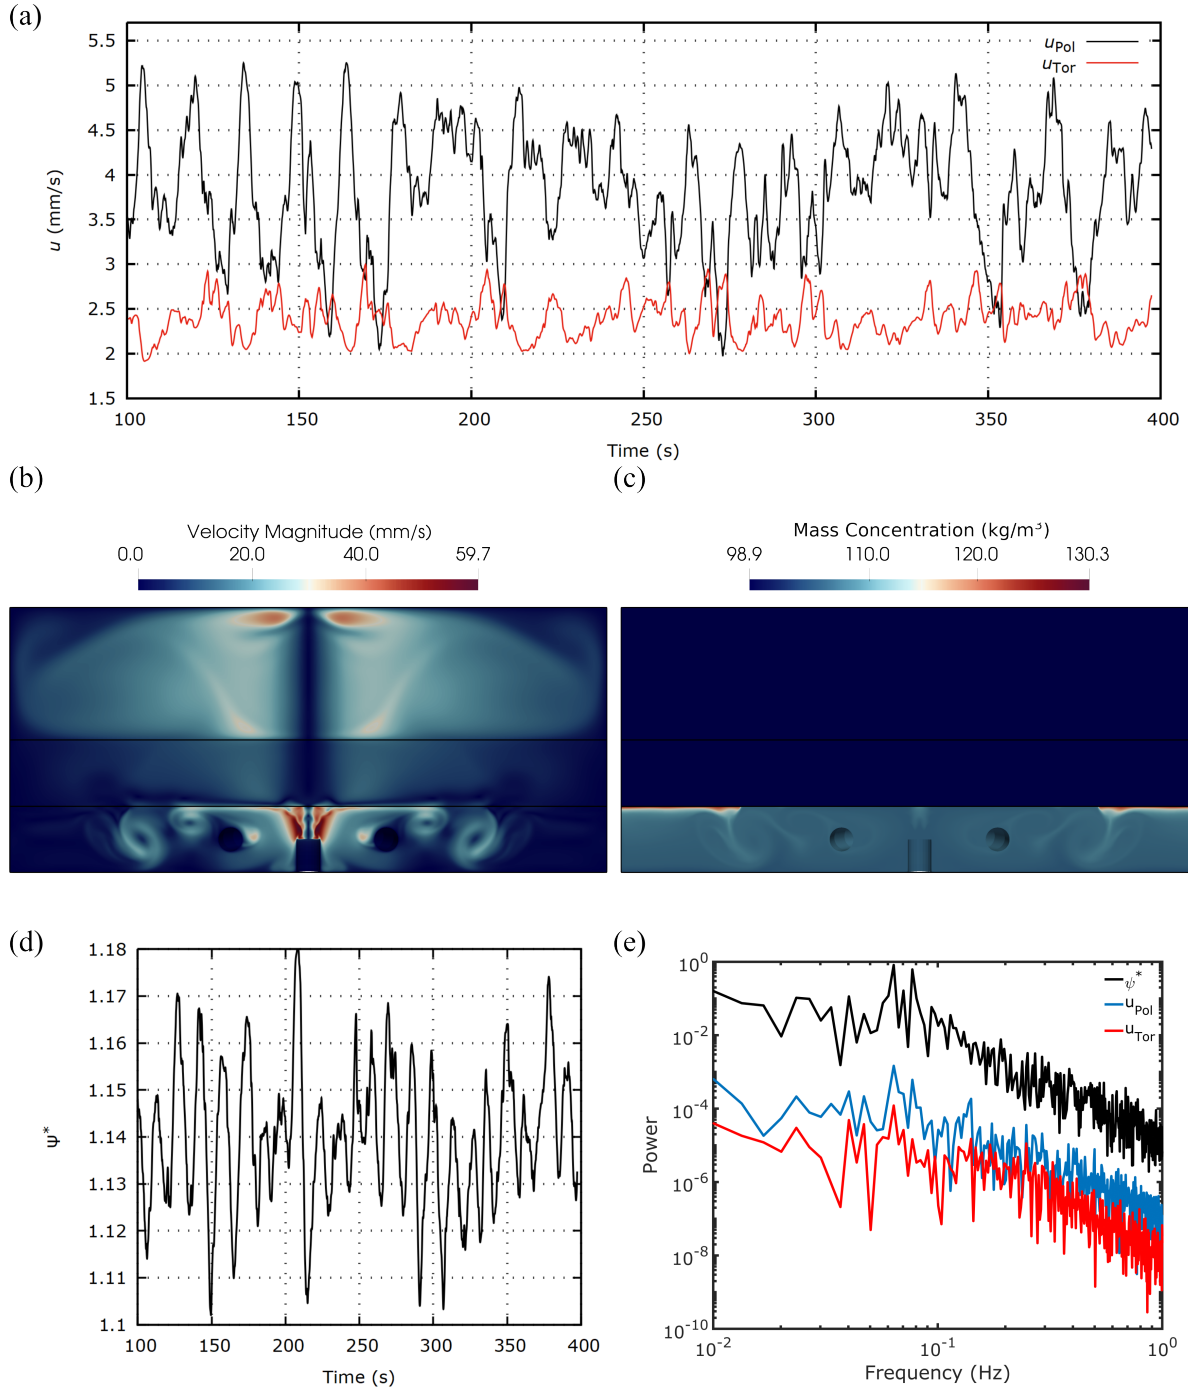 (a)
5.5
5
4.5
4
3.5
3
2.5
2
1.5
u (mm/s)
u_Pol
u_Tor
100 150 200 250 300 350 400
Time (s)
(b)
Velocity Magnitude (mm/s)
0.0 20.0 40.0 59.7
(c)
Mass Concentration (kg/m³)
98.9 110.0 120.0 130.3
(d)
1.18
1.17
1.16
1.15
1.14
1.13
1.12
1.11
1.1
Ψ*
100 150 200 250 300 350 400
Time (s)
(e)
10⁰
10⁻²
10⁻⁴
10⁻⁶
10⁻⁸
10⁻¹⁰
Power
ψ*
u_Pol
u_Tor
10⁻² 10⁻¹ 10⁰
Frequency (Hz)